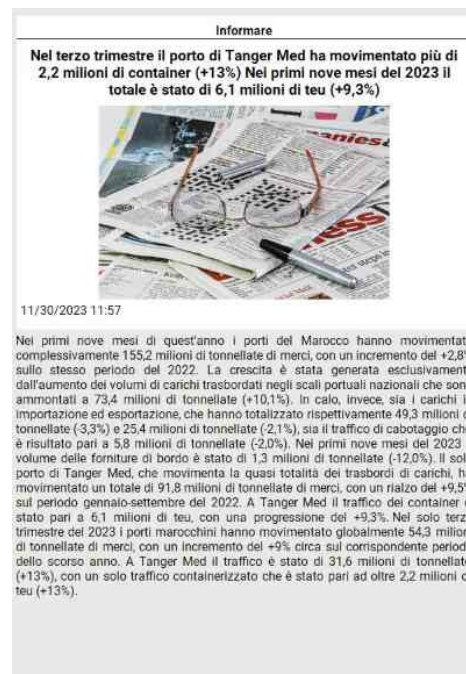 Informare
Nel terzo trimestre il porto di Tanger Med ha movimentato più di
2,2 milioni di container (+13%) Nei primi nove mesi del 2023 il
totale è stato di 6,1 milioni di teu (+9,3%)
anies&
ess
11/30/2023 11:57
Nei primi nove mesi di quest'anno i porti del Marocco hanno movimentat
complessivamente 155,2 milioni di tonnellate di merci, con un incremento del +2,8
sullo stesso periodo del 2022. La crescita è stata generata esclusivament
dall'aumento dei volumi di carichi trasbordati negli scali portuali nazionali che son
ammontati a 73,4 milioni di tonnellate (+10,1%). In calo, invece, sia i carichi i
importazione ed esportazione, che hanno totalizzato rispettivamente 49,3 milioni
tonnellate (-3,3%) e 25,4 milioni di tonnellate (-2,1%), sia il traffico di cabotaggio che
è risultato pari a 5,8 milioni di tonnellate (-2,0%). Nei primi nove mesi del 2023
volume delle forniture di bordo è stato di 1,3 milioni di tonnellate (-12,0%). Il sol
porto di Tanger Med, che movimenta la quasi totalità dei trasbordi di carichi, h
movimentato un totale di 91,8 milioni di tonnellate di merci, con un rialzo del +9,5
sul periodo gennaio-settembre del 2022. A Tanger Med il traffico dei container
stato pari a 6,1 milioni di teu, con una progressione del +9,3%. Nel solo terz
trimestre del 2023 i porti marocchini hanno movimentato globalmente 54,3 milion
di tonnellate di merci, con un incremento del +9% circa sul corrispondente period
dello scorso anno. A Tanger Med il traffico è stato di 31,6 milioni di tonnellat
(+13%), con un solo traffico containerizzato che è stato pari ad oltre 2,2 milioni
teu (+13%).